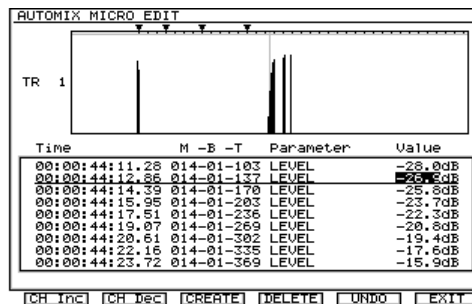 AUTOMIX MICRO EDIT
TR 1
Time M -B -T Parameter Value
00:00:44:11.28 014-01-103 LEVEL -28.0dB
00:00:44:12.86 014-01-137 LEVEL -26.9dB
00:00:44:14.39 014-01-170 LEVEL -25.8dB
00:00:44:15.95 014-01-203 LEVEL -23.7dB
00:00:44:17.51 014-01-236 LEVEL -22.3dB
00:00:44:19.07 014-01-269 LEVEL -20.8dB
00:00:44:20.61 014-01-302 LEVEL -19.4dB
00:00:44:22.16 014-01-335 LEVEL -17.6dB
00:00:44:23.72 014-01-369 LEVEL -15.9dB
CH Inc CH Dec CREATE DELETE UNDO EXIT